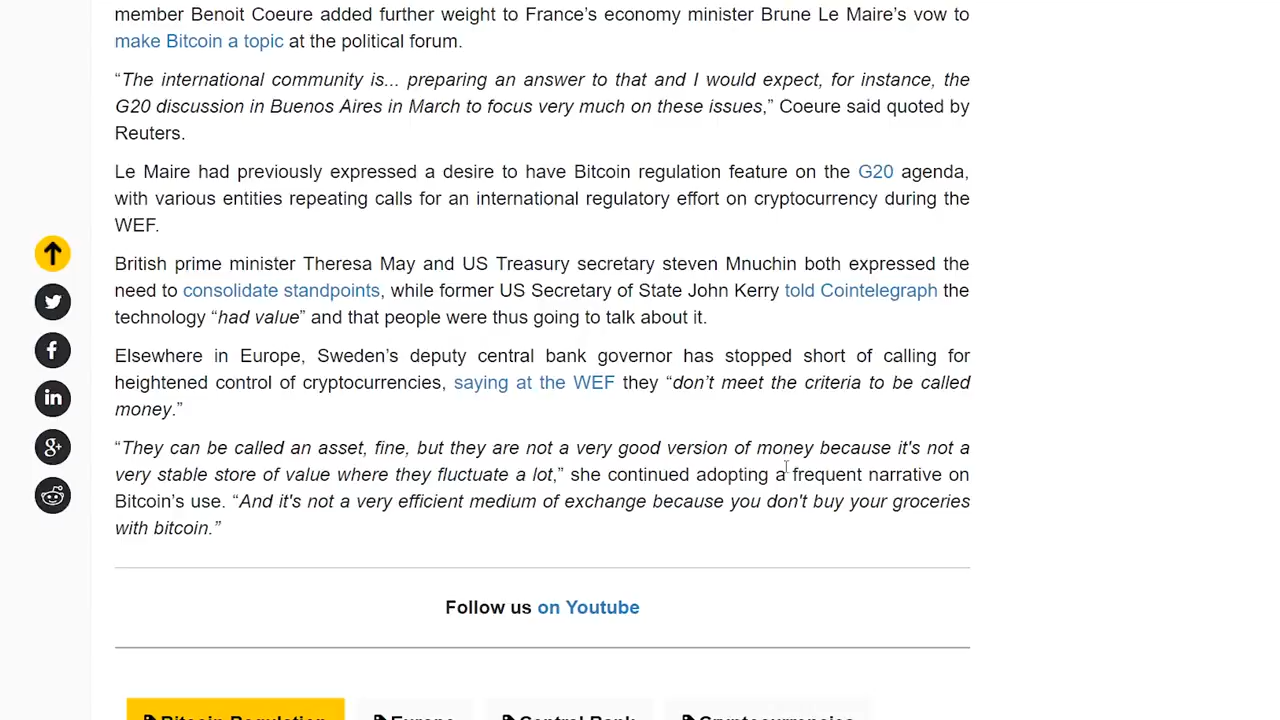 member Benoit Coeure added further weight to France’s economy minister Brune Le Maire’s vow to
make Bitcoin a topic at the political forum.
“The international community is... preparing an answer to that and I would expect, for instance, the
G20 discussion in Buenos Aires in March to focus very much on these issues,” Coeure said quoted by
Reuters.
Le Maire had previously expressed a desire to have Bitcoin regulation feature on the G20 agenda,
with various entities repeating calls for an international regulatory effort on cryptocurrency during the
WEF.
British prime minister Theresa May and US Treasury secretary steven Mnuchin both expressed the
need to consolidate standpoints, while former US Secretary of State John Kerry told Cointelegraph the
technology “had value” and that people were thus going to talk about it.
Elsewhere in Europe, Sweden’s deputy central bank governor has stopped short of calling for
heightened control of cryptocurrencies, saying at the WEF they “don’t meet the criteria to be called
money.”
“They can be called an asset, fine, but they are not a very good version of money because it's not a
very stable store of value where they fluctuate a lot,” she continued adopting a frequent narrative on
Bitcoin’s use. “And it's not a very efficient medium of exchange because you don't buy your groceries
with bitcoin.”
Follow us on Youtube
Bitcoin Regulation Europe Central Bank Cryptocurrencies